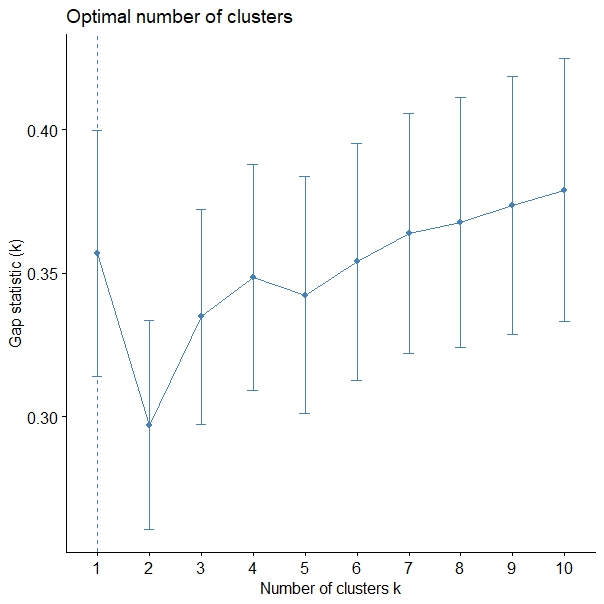 Optimal number of clusters
Gap statistic (k)
0.40
0.35
0.30
1 2 3 4 5 6 7 8 9 10
Number of clusters k